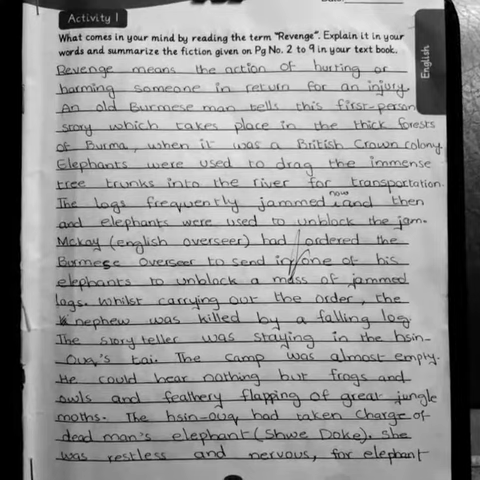 Activity 1
What comes in your mind by reading the term "Revenge". Explain it in your
words and summarize the fiction given on Pg No. 2 to 9 in your text book.
English
Revenge means the action of hurting or
harming someone in return for an injury.
An old Burmese man tells this first-person
story which takes place in the thick forests
of Burma, when it was a British Crown colony
Elephants were used to drag the immense
tree trunks into the river for transportation.
The logs frequently jammed now and then
and elephants were used to unblock the jam.
Mckay (english overseer) had ordered the
Burmese overseer to send in one of his
elephants to unblock a mass of jammed
logs. Whilst carrying out the order, the
nephew was killed by a falling log.
The story teller was staying in the hsin-
Ouq's tai. The camp was almost empty.
He could hear nothing but frogs and
owls and feathery flapping of great jungle
moths. The hsin-ouq had taken charge of
dead man's elephant (Shwe Doke). She
was restless and nervous, for elephant